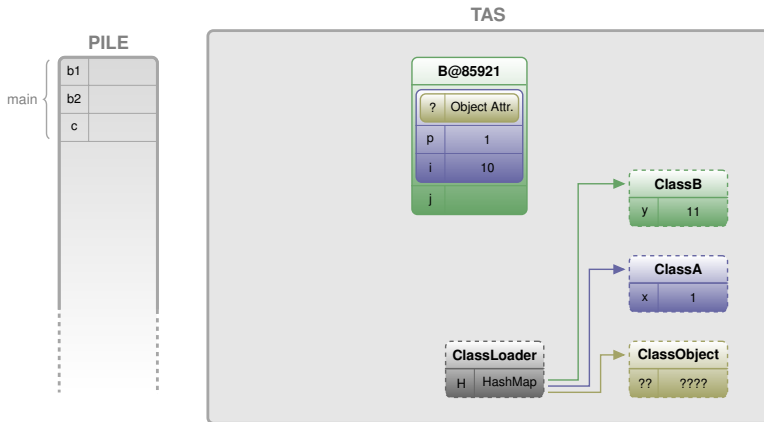 TAS
PILE
main
b1
b2
c
B@85921
? Object Attr.
p 1
i 10
j
ClassB
y 11
ClassA
x 1
ClassLoader
H HashMap
ClassObject
?? ????